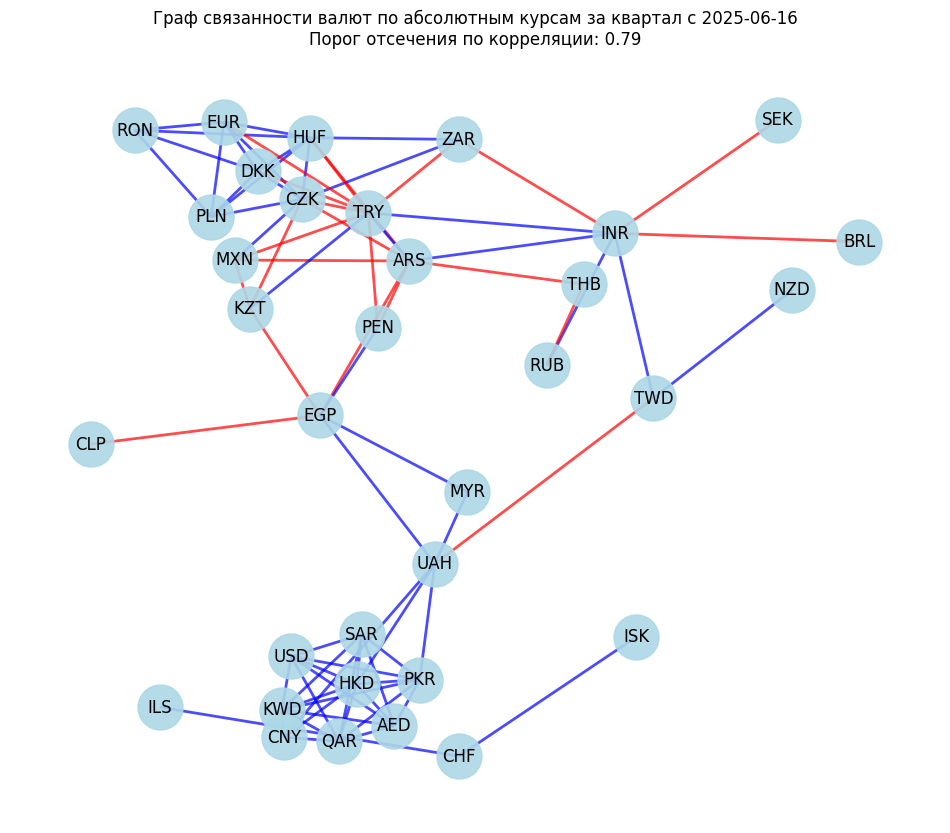 Граф связанности валют по абсолютным курсам за квартал с 2025-06-16
Порог отсечения по корреляции: 0.79
SEK
EUR
RON
HUF
ZAR
DKK
CZK
TRY
PLN
INR
BRL
MXN
ARS
THB
NZD
KZT
PEN
RUB
TWD
EGP
CLP
MYR
UAH
SAR
ISK
USD
HKD
PKR
ILS
KWD
AED
CNY
QAR
CHF